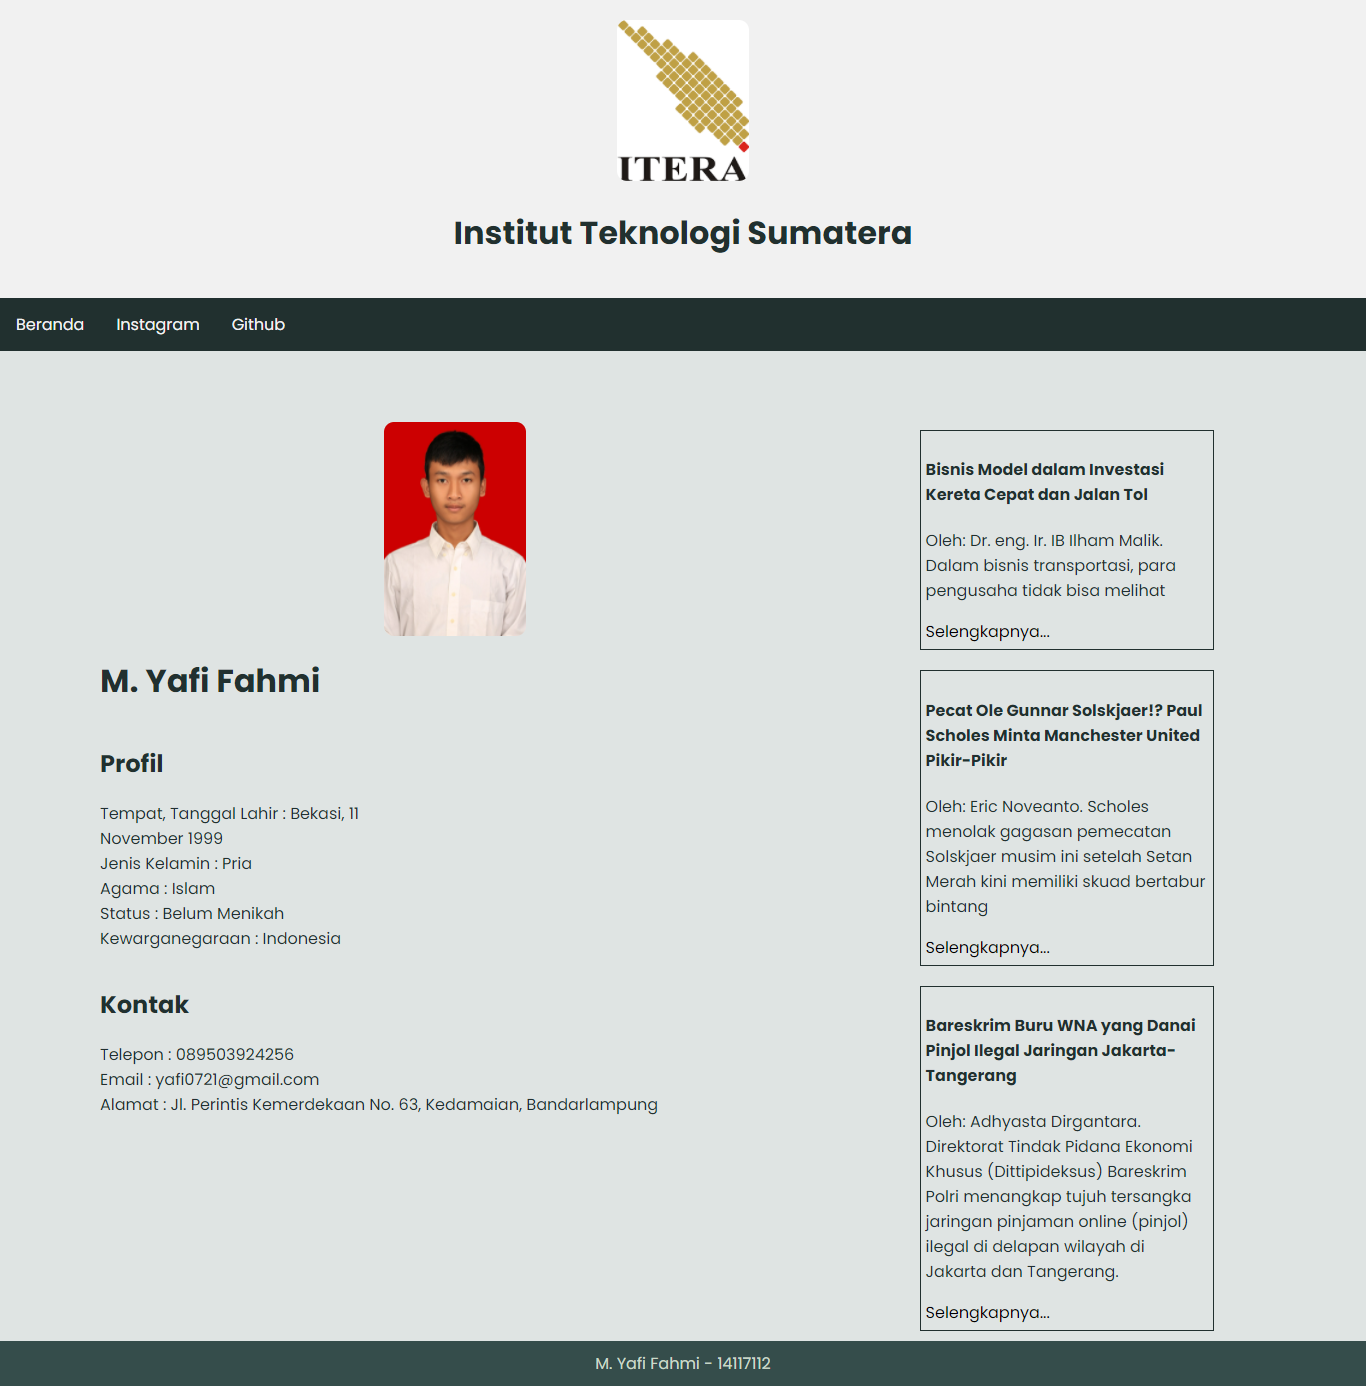 ITERA
Institut Teknologi Sumatera
Beranda
Instagram
Github
M. Yafi Fahmi
Profil
Tempat, Tanggal Lahir : Bekasi, 11
November 1999
Jenis Kelamin : Pria
Agama : Islam
Status : Belum Menikah
Kewarganegaraan : Indonesia
Kontak
Telepon : 089503924256
Email : yafi0721@gmail.com
Alamat : Jl. Perintis Kemerdekaan No. 63, Kedamaian, Bandarlampung
Bisnis Model dalam Investasi
Kereta Cepat dan Jalan Tol
Oleh: Dr. eng. Ir. IB Ilham Malik.
Dalam bisnis transportasi, para
pengusaha tidak bisa melihat
Selengkapnya...
Pecat Ole Gunnar Solskjaer!? Paul
Scholes Minta Manchester United
Pikir-Pikir
Oleh: Eric Noveanto. Scholes
menolak gagasan pemecatan
Solskjaer musim ini setelah Setan
Merah kini memiliki skuad bertabur
bintang
Selengkapnya...
Bareskrim Buru WNA yang Danai
Pinjol Ilegal Jaringan Jakarta-
Tangerang
Oleh: Adhyasta Dirgantara.
Direktorat Tindak Pidana Ekonomi
Khusus (Dittipideksus) Bareskrim
Polri menangkap tujuh tersangka
jaringan pinjaman online (pinjol)
ilegal di delapan wilayah di
Jakarta dan Tangerang.
Selengkapnya...
M. Yafi Fahmi - 14117112